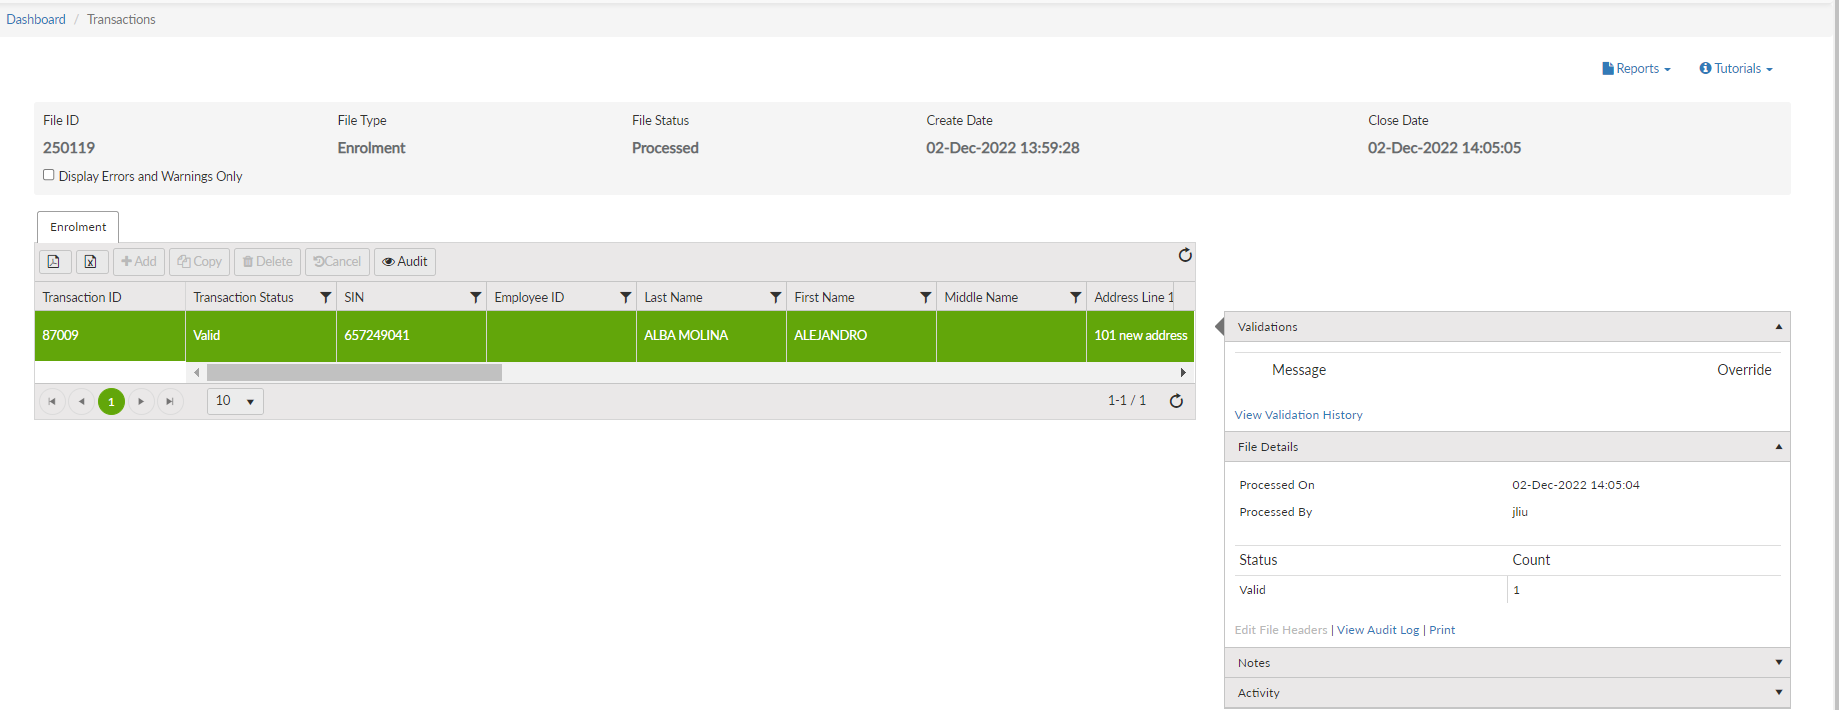 Dashboard / Transactions
Reports Tutorials
File ID File Type File Status Create Date Close Date
250119 Enrolment Processed 02-Dec-2022 13:59:28 02-Dec-2022 14:05:05
Display Errors and Warnings Only
Enrolment
Add Copy Delete Cancel Audit
Transaction ID Transaction Status SIN Employee ID Last Name First Name Middle Name Address Line 1
87009 Valid 657249041 ALBA MOLINA ALEJANDRO 101 new address
1 10 1-1 / 1
Validations
Message Override
View Validation History
File Details
Processed On 02-Dec-2022 14:05:04
Processed By jliu
Status Count
Valid 1
Edit File Headers | View Audit Log | Print
Notes
Activity